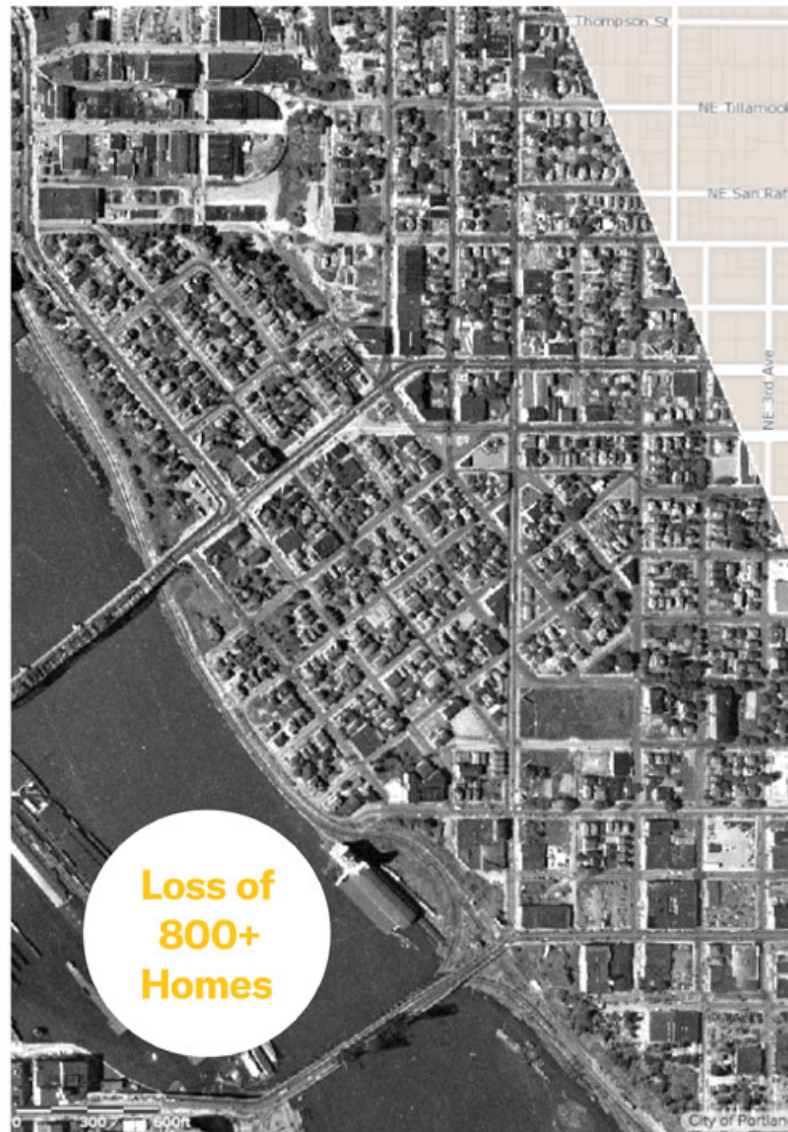 Thompson St
NE Tillamook
NE San Raf
NE 3rd Ave
Loss of
800+
Homes
0 300 600ft
City of Portland